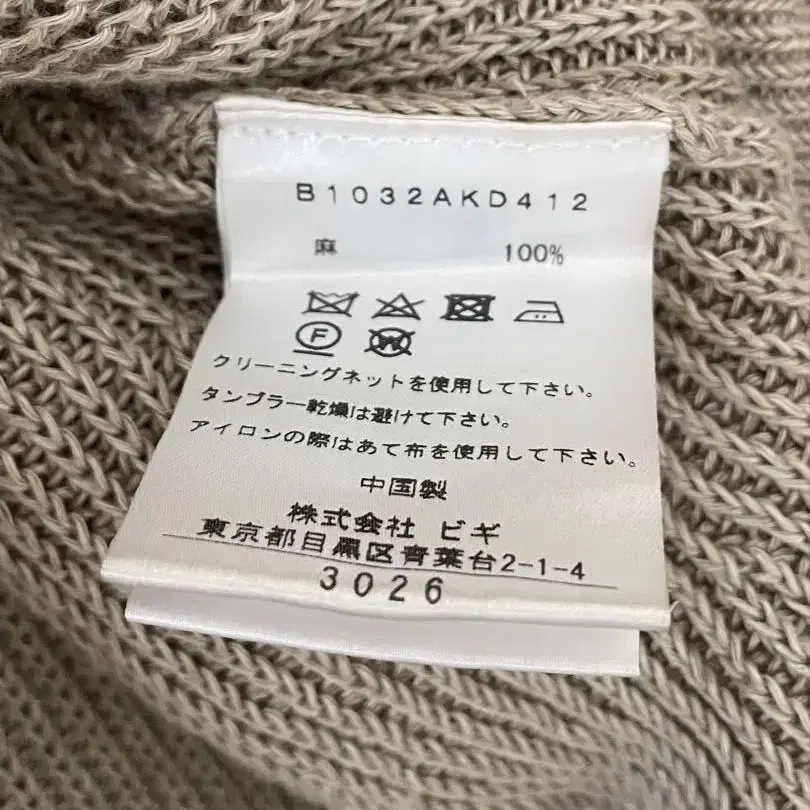 B1032AKD412
麻 100%
F W
クリーニングネットを使用して下さい。
タンブラー乾燥は避けて下さい。
アイロンの際はあて布を使用して下さい。
中国製
株式会社 ビギ
東京都目黒区青葉台2-1-4
3026